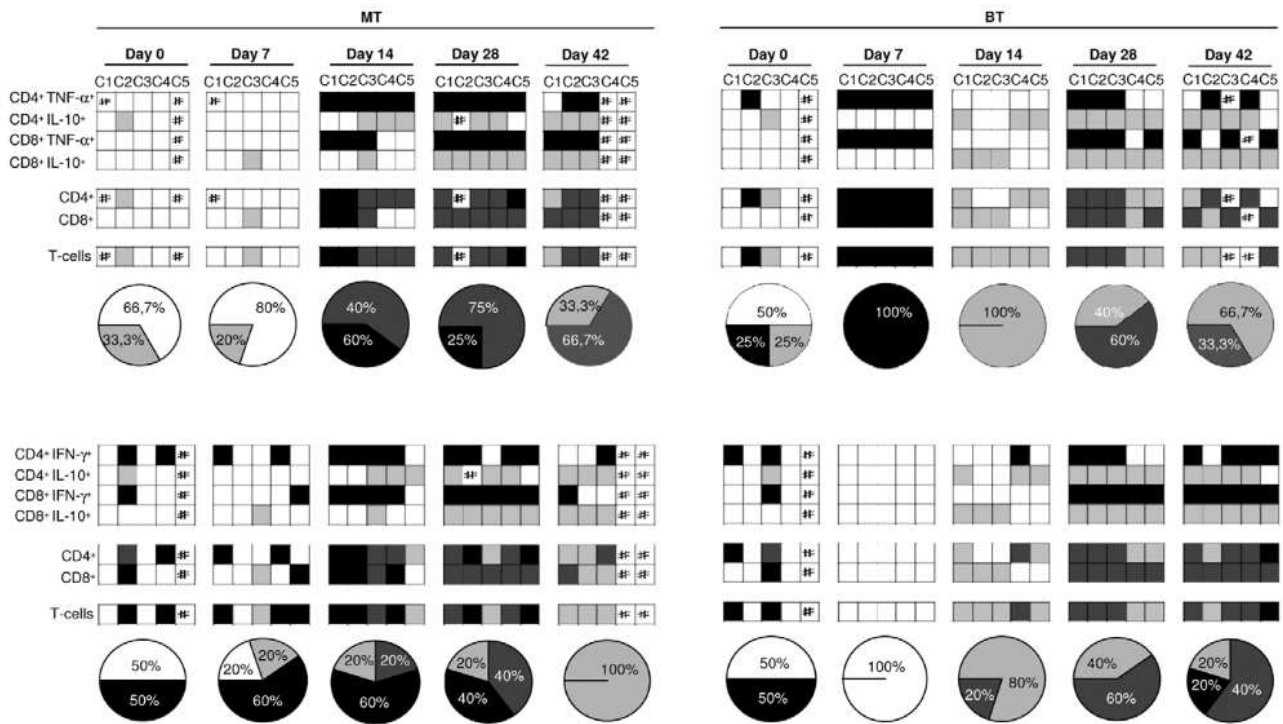 MT BT
Day 0 Day 7 Day 14 Day 28 Day 42 Day 0 Day 7 Day 14 Day 28 Day 42
C1C2C3C4C5 C1C2C3C4C5 C1C2C3C4C5 C1C2C3C4C5 C1C2C3C4C5 C1C2C3C4C5 C1C2C3C4C5 C1C2C3C4C5 C1C2C3C4C5 C1C2C3C4C5
CD4+ TNF-α+ # # # # # # #
CD4+ IL-10+ # # # # #
CD8+ TNF-α+ # # # # #
CD8+ IL-10+ # # # #
CD4+ # # # # # # # #
CD8+ # # # #
T-cells # # # # # # #
66,7% 80% 40% 75% 33,3% 50% 100% 100% 40% 66,7%
33,3% 20% 60% 25% 66,7% 25% 25% 60% 33,3%
CD4+ IFN-γ+ # # # #
CD4+ IL-10+ # # # # #
CD8+ IFN-γ+ # # # #
CD8+ IL-10+ # # # #
CD4+ # # # #
CD8+ # # #
T-cells # # # #
50% 20% 20% 20% 20% 20% 40% 100% 50% 100% 80% 40% 20%
50% 60% 60% 40% 50% 20% 60% 20% 40%